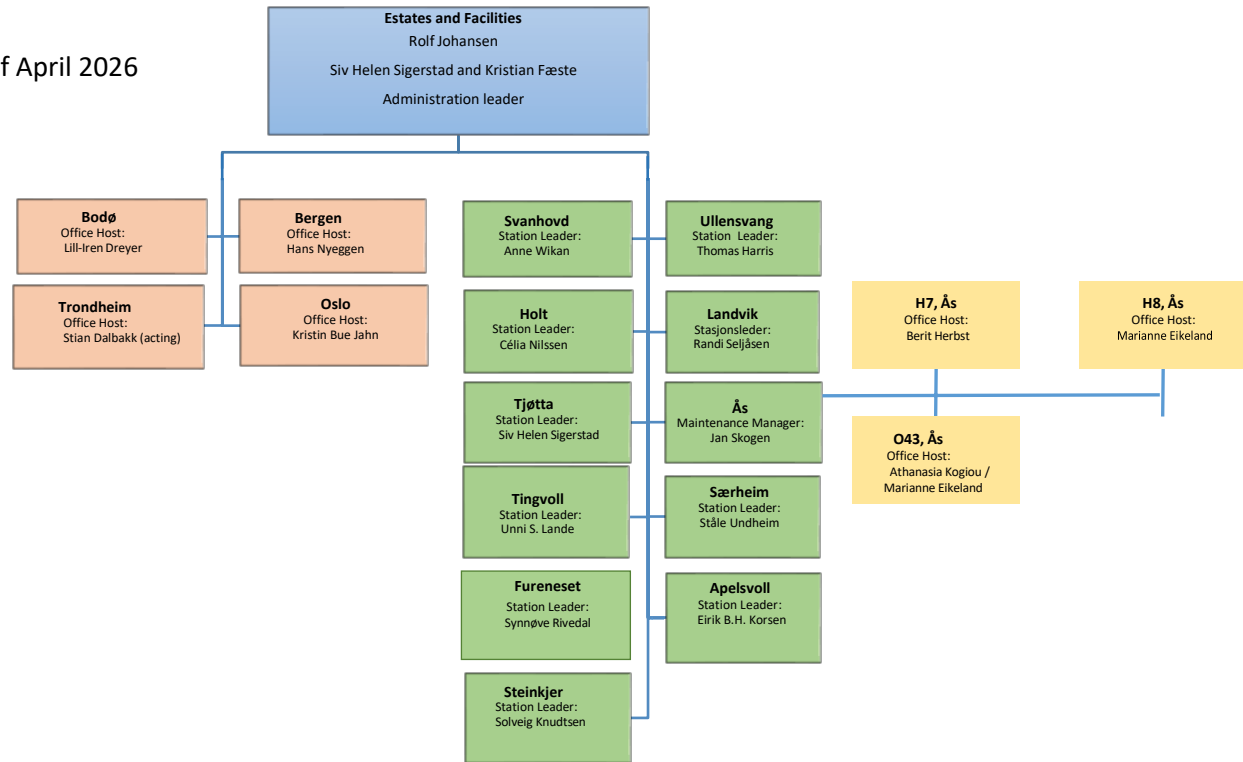 Estates and Facilities
Rolf Johansen
Siv Helen Sigerstad and Kristian Fæste
Administration leader
f April 2026
Bodø
Office Host:
Lill-Iren Dreyer
Bergen
Office Host:
Hans Nyeggen
Trondheim
Office Host:
Stian Dalbakk (acting)
Oslo
Office Host:
Kristin Bue Jahn
Svanhovd
Station Leader:
Anne Wikan
Ullensvang
Station Leader:
Thomas Harris
Holt
Station Leader:
Célia Nilssen
Landvik
Stasjonsleder:
Randi Seljåsen
H7, Ås
Office Host:
Berit Herbst
H8, Ås
Office Host:
Marianne Eikeland
Tjøtta
Station Leader:
Siv Helen Sigerstad
Ås
Maintenance Manager:
Jan Skogen
O43, Ås
Office Host:
Athanasia Kogiou /
Marianne Eikeland
Tingvoll
Station Leader:
Unni S. Lande
Særheim
Station Leader:
Ståle Undheim
Fureneset
Station Leader:
Synnøve Rivedal
Apelsvoll
Station Leader:
Eirik B.H. Korsen
Steinkjer
Station Leader:
Solveig Knudtsen